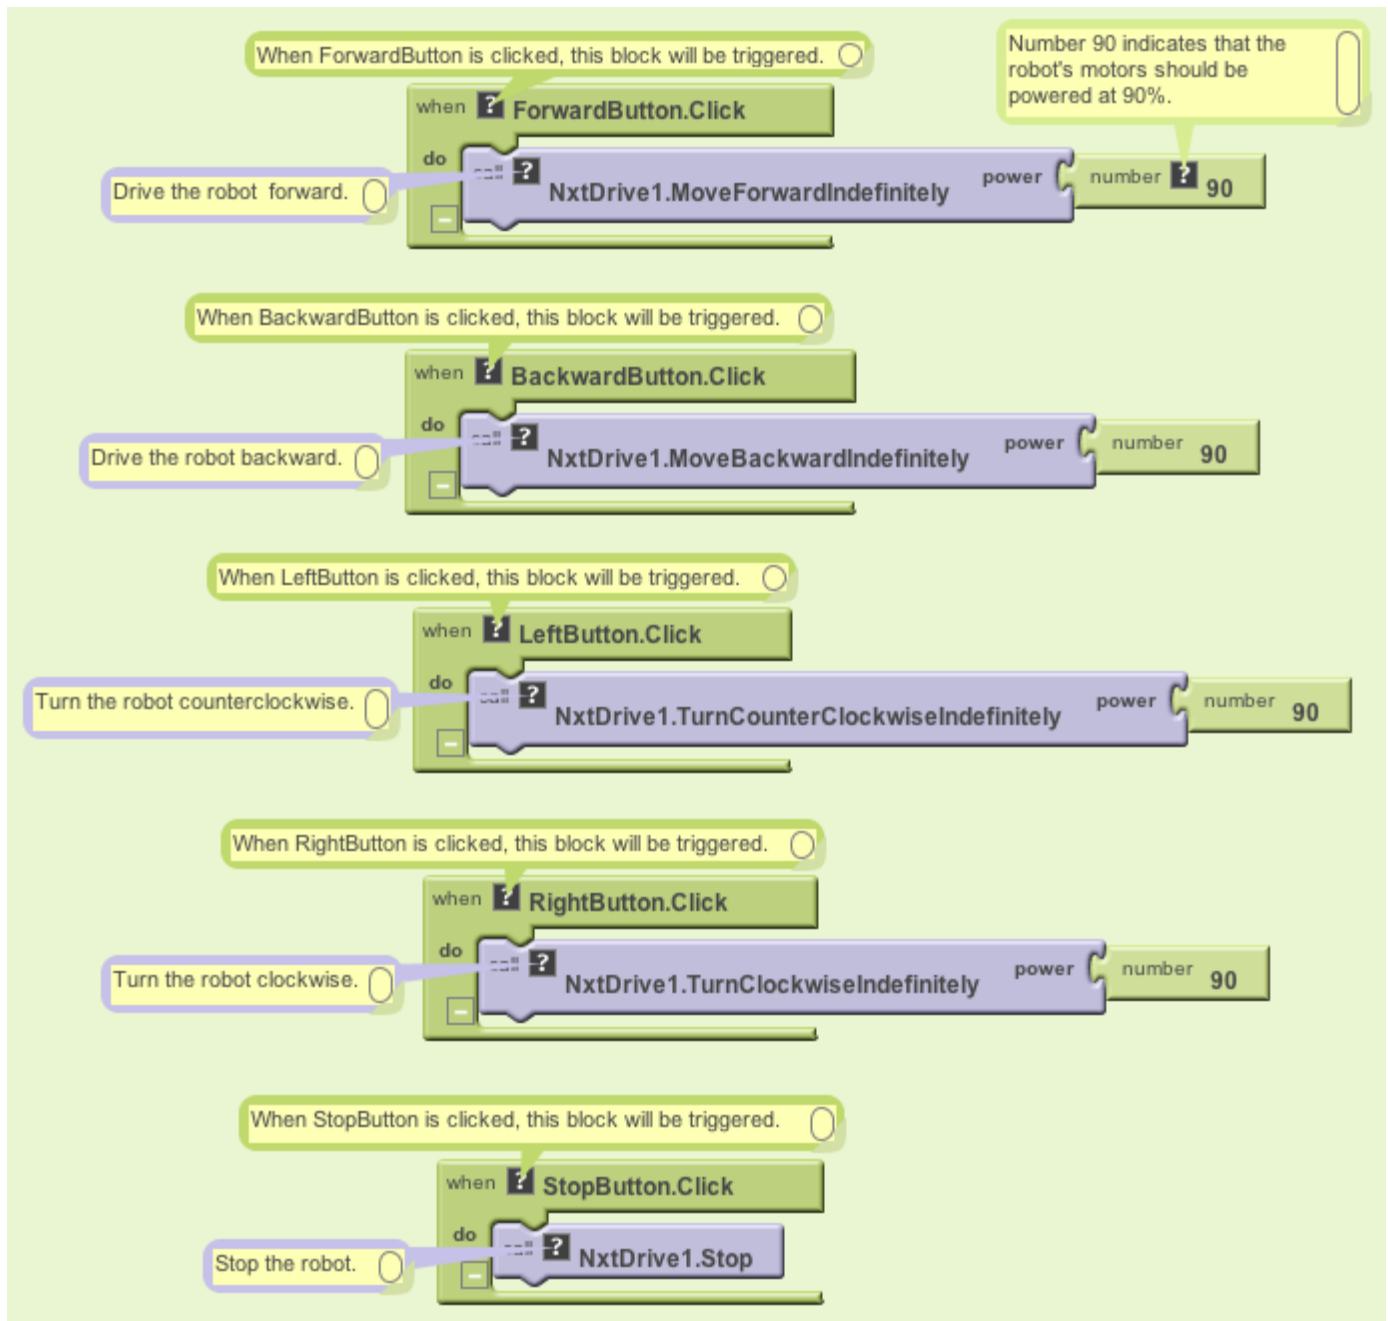 When ForwardButton is clicked, this block will be triggered.
Number 90 indicates that the
robot's motors should be
powered at 90%.
when ? ForwardButton.Click
do
Drive the robot forward.
call ? NxtDrive1.MoveForwardIndefinitely power number ? 90
When BackwardButton is clicked, this block will be triggered.
when ? BackwardButton.Click
do
Drive the robot backward.
call ? NxtDrive1.MoveBackwardIndefinitely power number 90
When LeftButton is clicked, this block will be triggered.
when ? LeftButton.Click
do
Turn the robot counterclockwise.
call ? NxtDrive1.TurnCounterClockwiseIndefinitely power number 90
When RightButton is clicked, this block will be triggered.
when ? RightButton.Click
do
Turn the robot clockwise.
call ? NxtDrive1.TurnClockwiseIndefinitely power number 90
When StopButton is clicked, this block will be triggered.
when ? StopButton.Click
do
Stop the robot.
call ? NxtDrive1.Stop